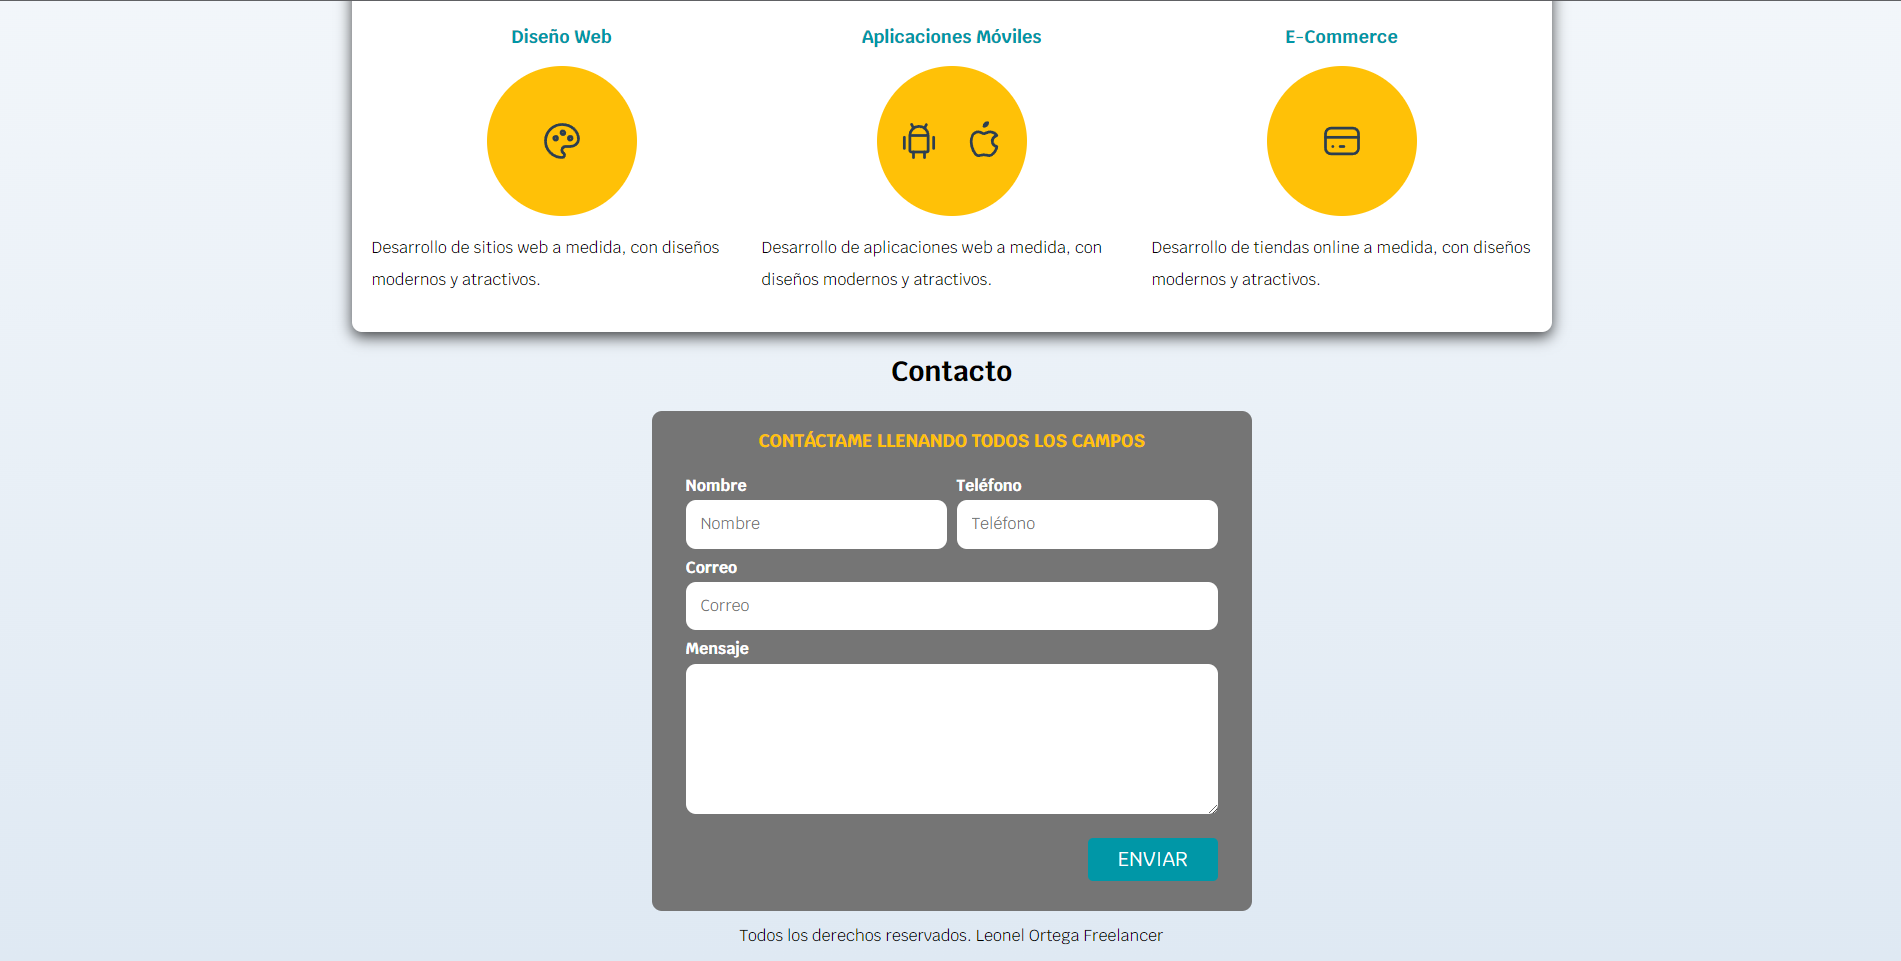 Diseño Web
Aplicaciones Móviles
E-Commerce
Desarrollo de sitios web a medida, con diseños
modernos y atractivos.
Desarrollo de aplicaciones web a medida, con
diseños modernos y atractivos.
Desarrollo de tiendas online a medida, con diseños
modernos y atractivos.
Contacto
CONTÁCTAME LLENANDO TODOS LOS CAMPOS
Nombre
Nombre
Teléfono
Teléfono
Correo
Correo
Mensaje
ENVIAR
Todos los derechos reservados. Leonel Ortega Freelancer